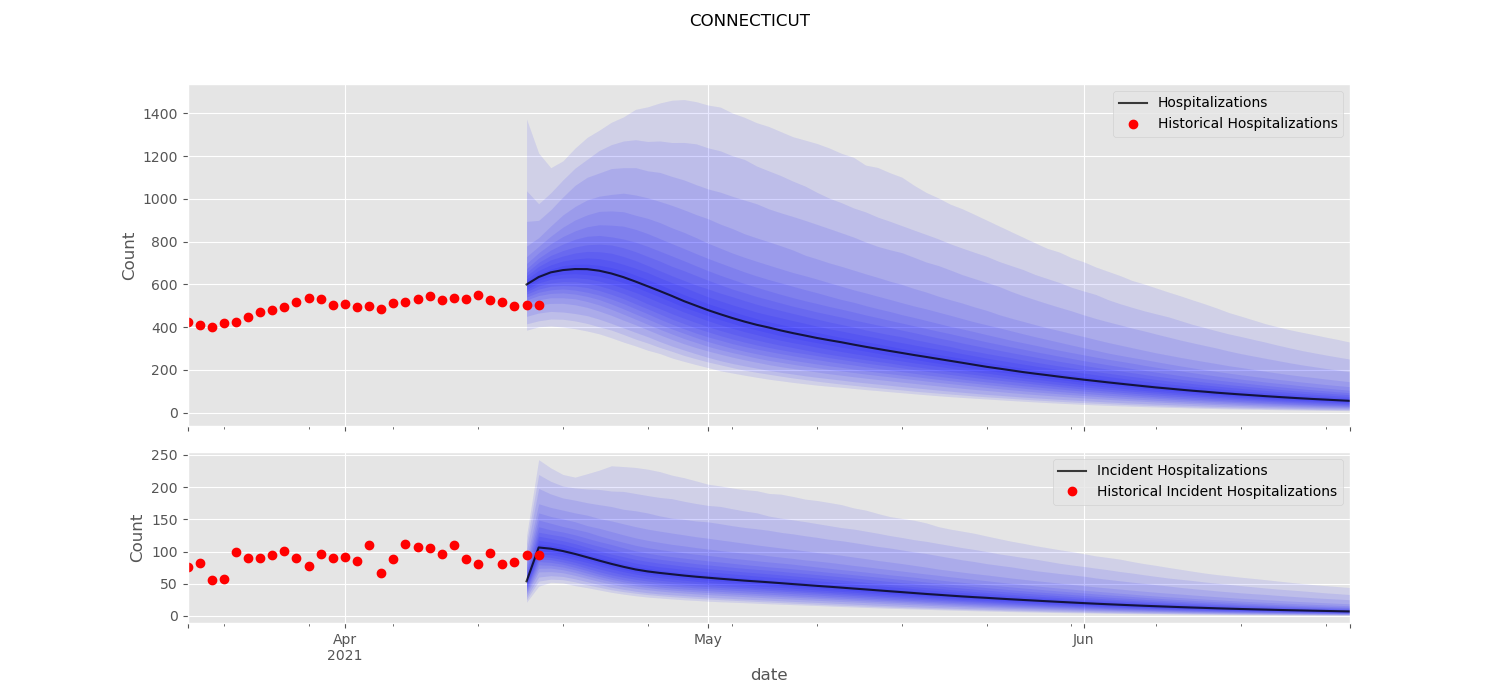 CONNECTICUT
1400
1200
1000
800
600
400
200
0
Count
Hospitalizations
Historical Hospitalizations
250
200
150
100
50
0
Count
Incident Hospitalizations
Historical Incident Hospitalizations
Apr
2021
May
Jun
date